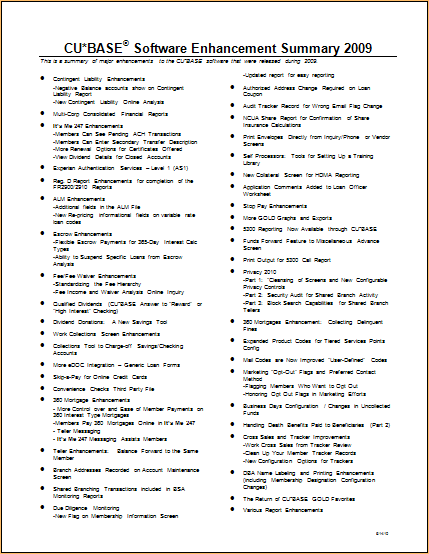 CU*BASE® Software Enhancement Summary 2009
This is a summary of major enhancements to the CU*BASE software that were released during 2009.
• Contingent Liability Enhancements
-Negative Balance accounts show on Contingent
Liability Report
-New Contingent Liability Online Analysis
• Multi-Corp Consolidated Financial Reports
• It's Me 247 Enhancements
-Members Can See Pending ACH Transactions
-Members Can Enter Secondary Transfer Description
-More Renewal Options for Certificates Offered
-View Dividend Details for Closed Accounts
• Experian Authentication Services – Level 1 (AS1)
• Reg. D Report Enhancements for completion of the
FR2900/2910 Reports
• ALM Enhancements
-Additional fields in the ALM File
-New Re-pricing informational fields on variable rate
loan codes
• Escrow Enhancements
-Flexible Escrow Payments for 365-Day Interest Calc
Types
-Ability to Suspend Specific Loans from Escrow
Analysis
• Fee/Fee Waiver Enhancements
-Standardizing the Fee Hierarchy
-Fee Income and Waiver Analysis Online Inquiry
• Qualified Dividends (CU*BASE Answer to "Reward" or
"High Interest" Checking)
• Dividend Donations: A New Savings Tool
• Work Collections Screen Enhancements
• Collections Tool to Charge-off Savings/Checking
Accounts
• More eDOC Integration – Generic Loan Forms
• Skip-a-Pay for Online Credit Cards
• Convenience Checks Third Party File
• 360 Mortgage Enhancements
- More Control over and Ease of Member Payments on
360 Interest Type Mortgages
-Members Pay 360 Mortgages Online in It's Me 247
- Teller Messaging
- It's Me 247 Messaging Assists Members
• Teller Enhancements: Balance Forward to the Same
Member
• Branch Addresses Recorded on Account Maintenance
Screen
• Shared Branching Transactions included in BSA
Monitoring Reports
• Due Diligence Monitoring
-New Flag on Membership Information Screen
-Updated report for easy reporting
• Authorized Address Change Required on Loan
Coupon
• Audit Tracker Record for Wrong Email Flag Change
• NCUA Share Report for Confirmation of Share
Insurance Calculations
• Print Envelopes Directly from Inquiry/Phone or Vendor
Screens
• Self Processors: Tools for Setting Up a Training
Library
• New Collateral Screen for HDMA Reporting
• Application Comments Added to Loan Officer
Worksheet
• Stop Pay Enhancements
• More GOLD Graphs and Exports
• 5300 Reporting Now Available through CU*BASE
• Funds Forward Feature to Miscellaneous Advance
Screen
• Print Output for 5300 Call Report
• Privacy 2010
-Part 1: "Cleansing of Screens and New Configurable
Privacy Controls
-Part 2: Security Audit for Shared Branch Activity
-Part 3: Block Search Capabilities for Shared Branch
Tellers
• 360 Mortgages Enhancement: Collecting Delinquent
Fines
• Expanded Product Codes for Tiered Services Points
Config.
• Mail Codes are Now Improved "User-Defined" Codes
• Marketing "Opt-Out" Flags and Preferred Contact
Method
-Flagging Members Who Want to Opt Out
-Honoring Opt Out Flags in Marketing Efforts
• Business Days Configuration / Changes in Uncollected
Funds
• Handling Death Benefits Paid to Beneficiaries (Part 2)
• Cross Sales and Tracker Improvements
-Work Cross Sales from Tracker Review
-Clean Up Your Member Tracker Records
-New Configuration Options for Trackers
• DBA Name Labeling and Printing Enhancements
(including Membership Designation Configuration
Changes)
• The Return of CU*BASE GOLD Favorites
• Various Report Enhancements